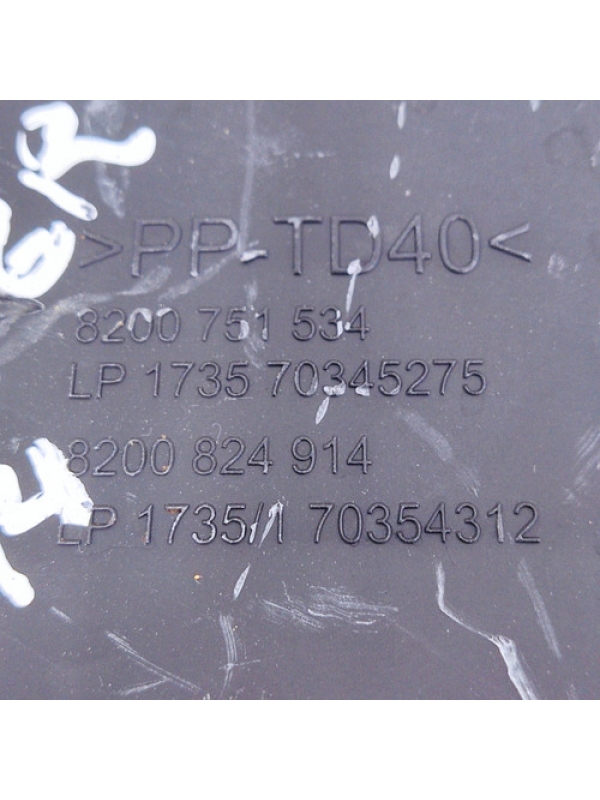 >PP-TD40<
8200 751 534
LP 1735 70345275
8200 824 914
LP 1735/1 70354312